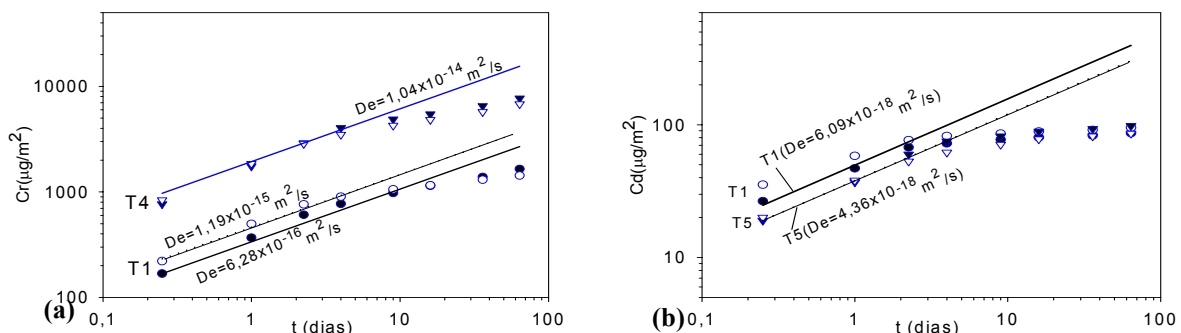 10000
1000
100
Cr(µg/m²)
De=1,04x10⁻¹⁴ m²/s
T4
De=1,19x10⁻¹⁵ m²/s
T1
De=6,28x10⁻¹⁶ m²/s
(a)
0,1
1
10
100
t (dias)
100
10
Cd(µg/m²)
T1(De=6,09x10⁻¹⁸ m²/s)
T1
T5
T5(De=4,36x10⁻¹⁸ m²/s)
(b)
0,1
1
10
100
t (dias)